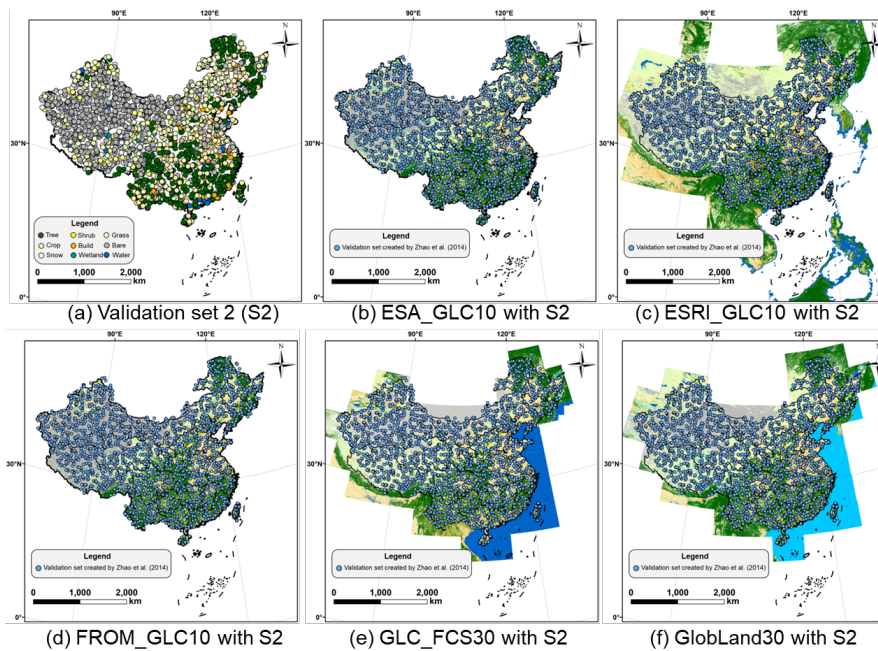 90°E 120°E
N
30°N
0°
Legend
Tree Shrub Grass
Crop Build Bare
Snow Wetland Water
0 1,000 2,000
km
(a) Validation set 2 (S2)
90°E 120°E
N
30°N
0°
Legend
Validation set created by Zhao et al. (2014)
0 1,000 2,000
km
(b) ESA_GLC10 with S2
90°E 120°E
N
30°N
0°
Legend
Validation set created by Zhao et al. (2014)
0 1,000 2,000
km
(c) ESRI_GLC10 with S2
90°E 120°E
N
30°N
0°
Legend
Validation set created by Zhao et al. (2014)
0 1,000 2,000
km
(d) FROM_GLC10 with S2
90°E 120°E
N
30°N
0°
Legend
Validation set created by Zhao et al. (2014)
0 1,000 2,000
km
(e) GLC_FCS30 with S2
90°E 120°E
N
30°N
0°
Legend
Validation set created by Zhao et al. (2014)
0 1,000 2,000
km
(f) GlobLand30 with S2